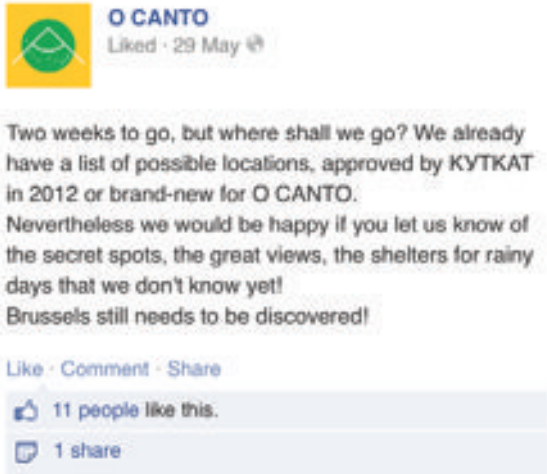 O CANTO
Liked · 29 May
Two weeks to go, but where shall we go? We already
have a list of possible locations, approved by КУТКАТ
in 2012 or brand-new for O CANTO.
Nevertheless we would be happy if you let us know of
the secret spots, the great views, the shelters for rainy
days that we don't know yet!
Brussels still needs to be discovered!
Like · Comment · Share
11 people like this.
1 share